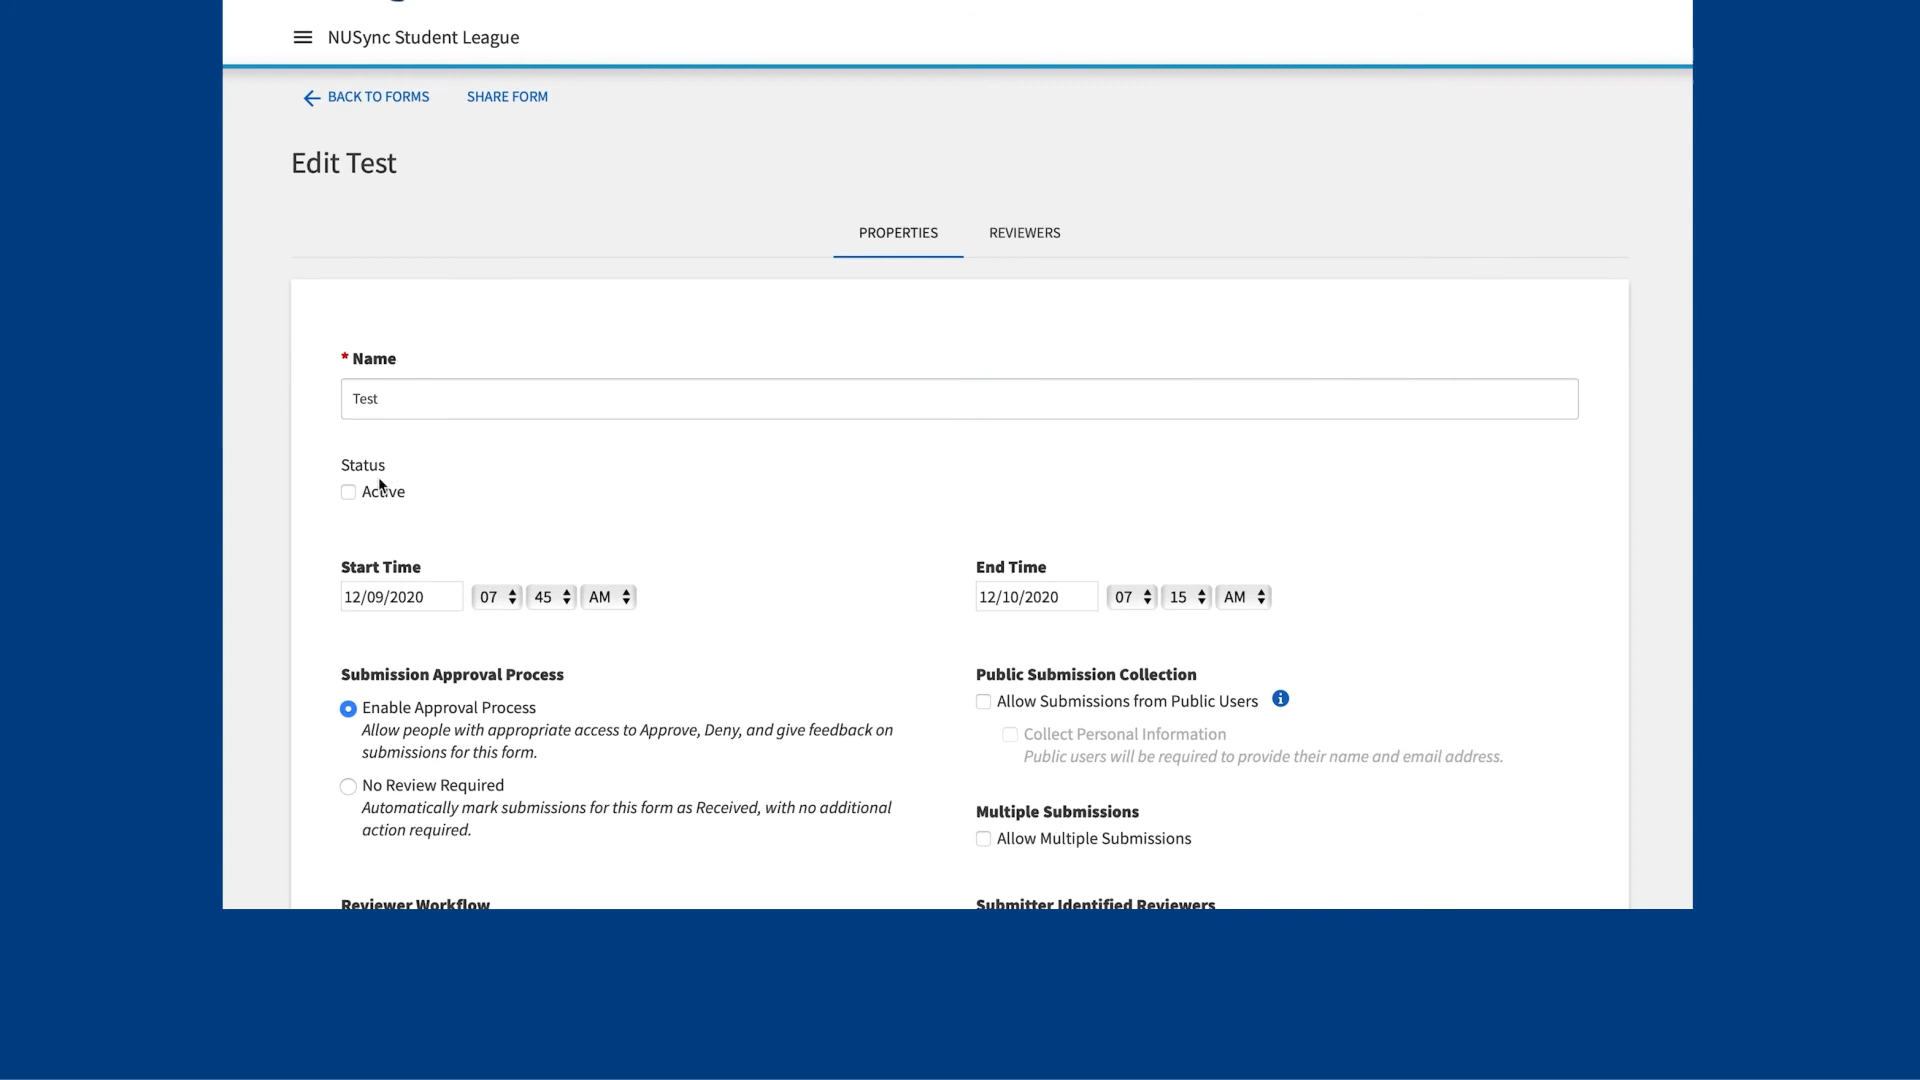 NUSync Student League
BACK TO FORMS SHARE FORM
Edit Test
PROPERTIES REVIEWERS
* Name
Test
Status
Active
Start Time
12/09/2020 07 45 AM
End Time
12/10/2020 07 15 AM
Submission Approval Process
Enable Approval Process
Allow people with appropriate access to Approve, Deny, and give feedback on
submissions for this form.
No Review Required
Automatically mark submissions for this form as Received, with no additional
action required.
Public Submission Collection
Allow Submissions from Public Users
Collect Personal Information
Public users will be required to provide their name and email address.
Multiple Submissions
Allow Multiple Submissions
Reviewer Workflow
Submitter Identified Reviewers